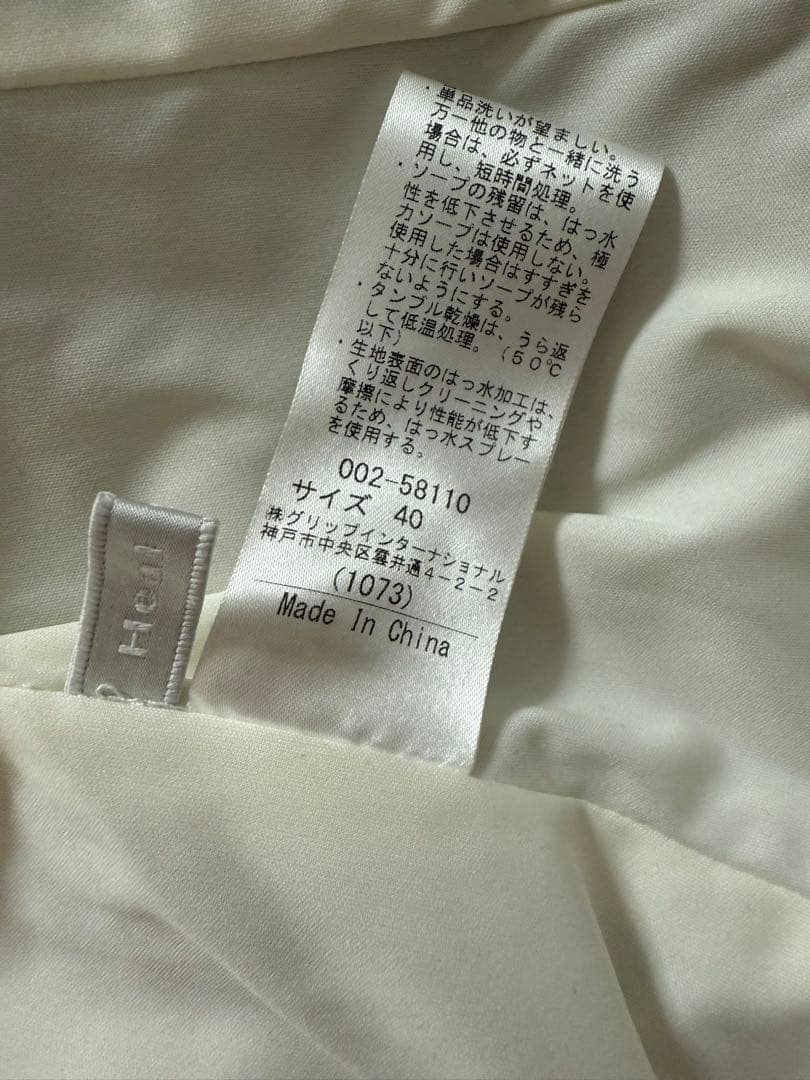 ・単品洗いが望ましい。
万一他の物と一緒に洗う
場合は、必ずネットを使
用し、短時間処理。
・ソープの残留は、はっ水
性を低下させるため、極
力ソープは使用しない。
使用した場合はすすぎを
十分に行いソープが残ら
ないようにする。
・タンブル乾燥は、うら返
して低温処理。（50℃
以下）
・生地表面のはっ水加工は、
くり返しクリーニングや
摩擦により性能が低下す
るため、はっ水スプレー
を使用する。
002-58110
サイズ 40
㈱グリップインターナショナル
神戸市中央区雲井通4-2-2
(1073)
Made In China
Heal